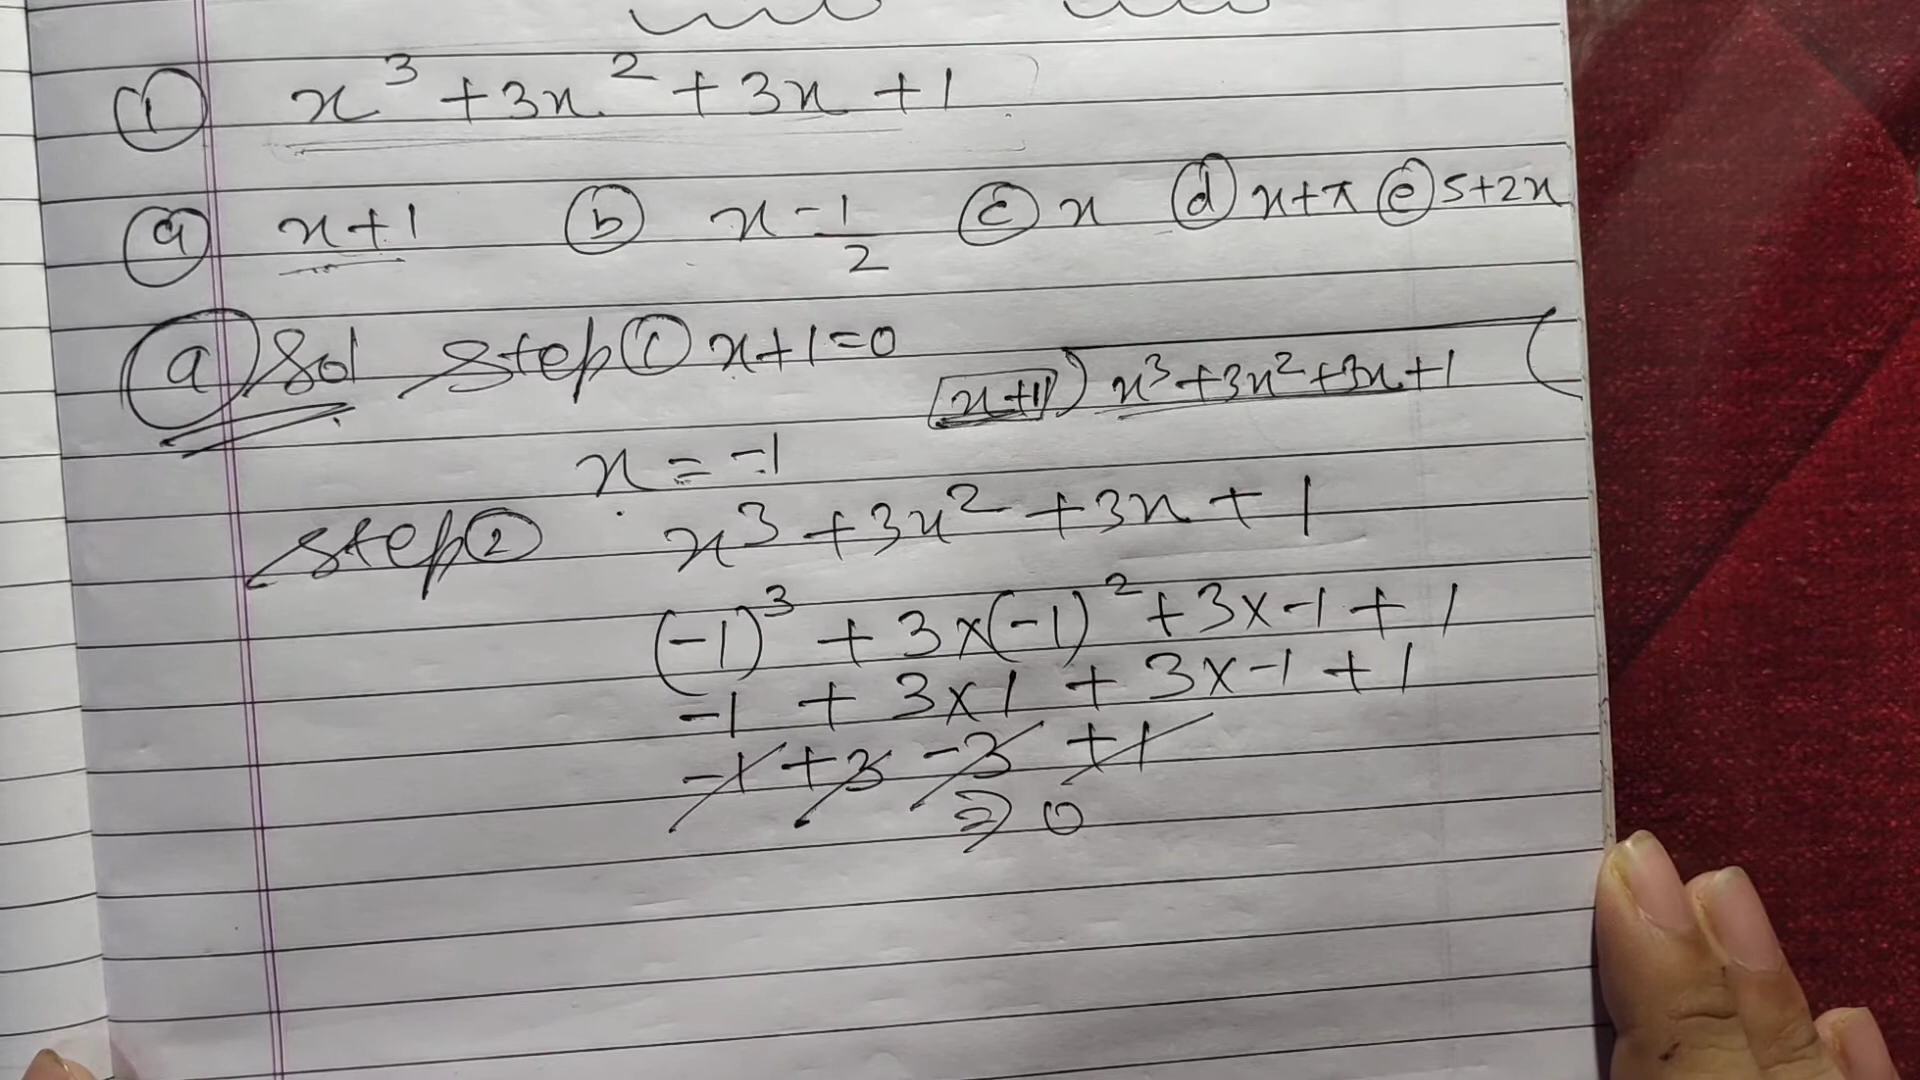 ① x³ + 3x² + 3x + 1
ⓐ x+1 ⓑ x - 1/2 ⓒ x ⓓ x+π ⓔ 5+2x
ⓐ Sol step ① x+1=0
x+1) x³+3x²+3x+1 (
x = -1
step ② x³ + 3x² + 3x + 1
(-1)³ + 3x(-1)² + 3x-1 + 1
-1 + 3x1 + 3x-1 + 1
-1 + 3 - 3 + 1
⇒ 0